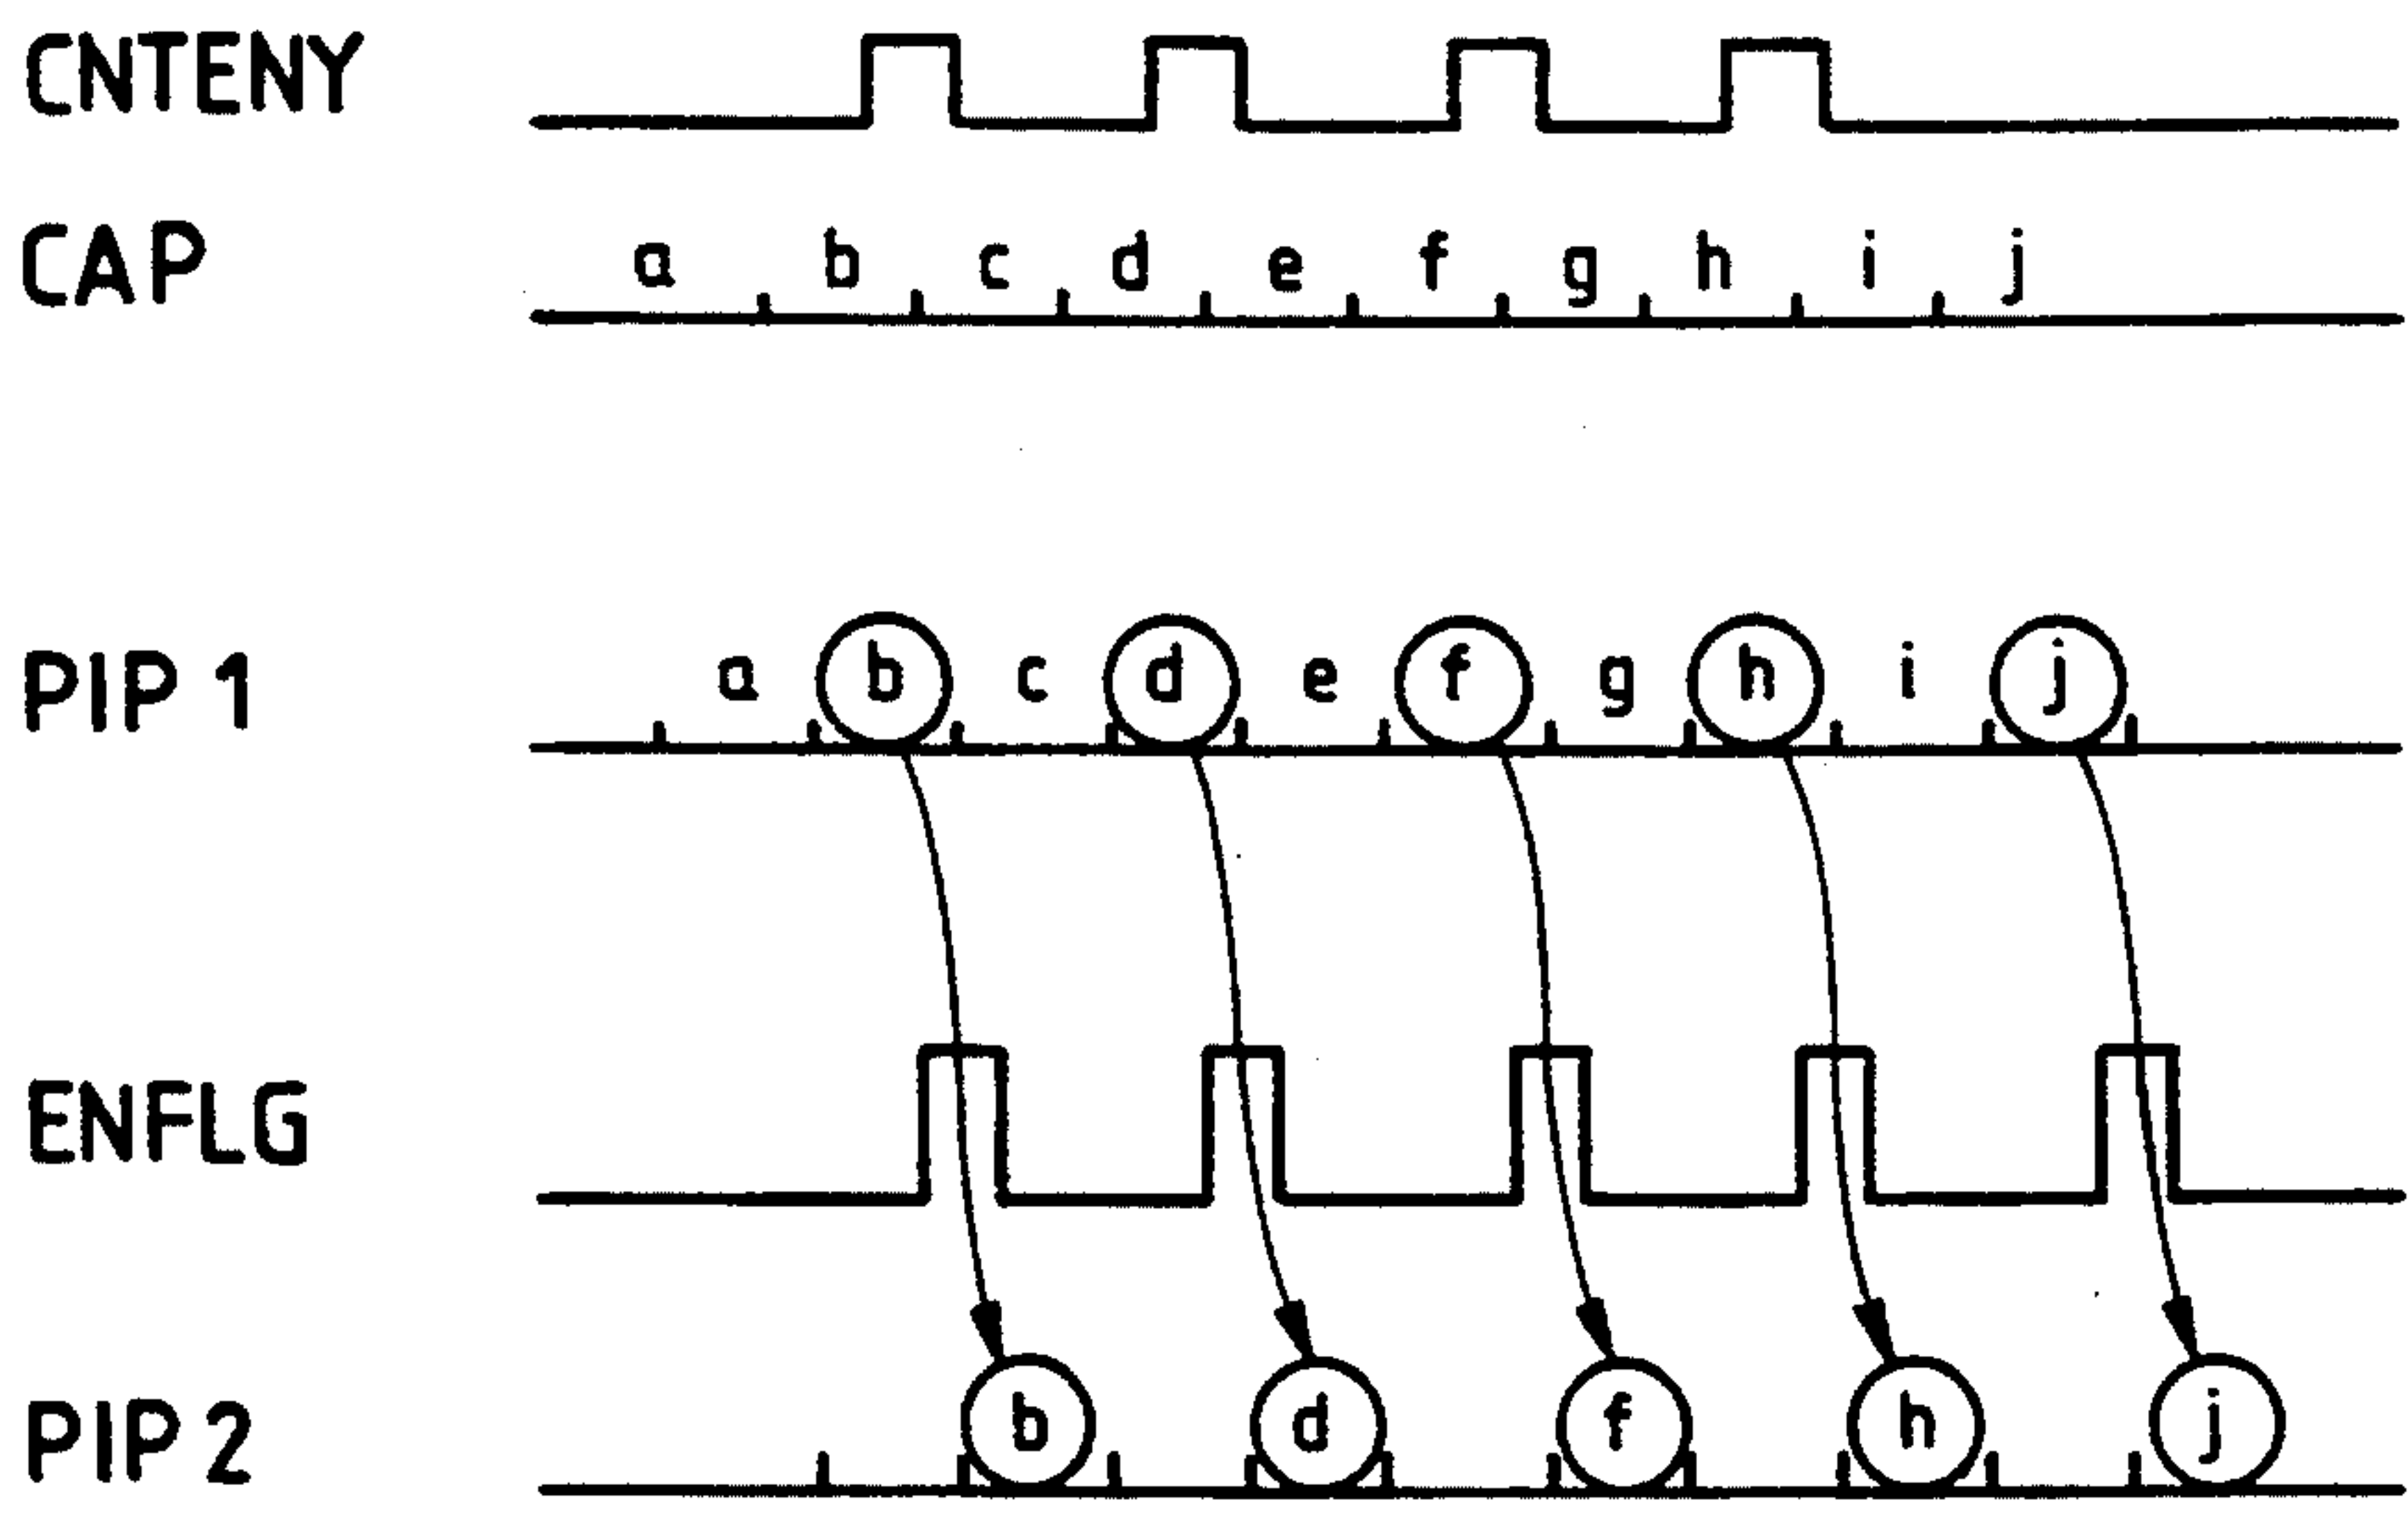 CNTENY
CAP a b c d e f g h i j
PIP 1 a b c d e f g h i j
ENFLG
PIP 2 b d f h j